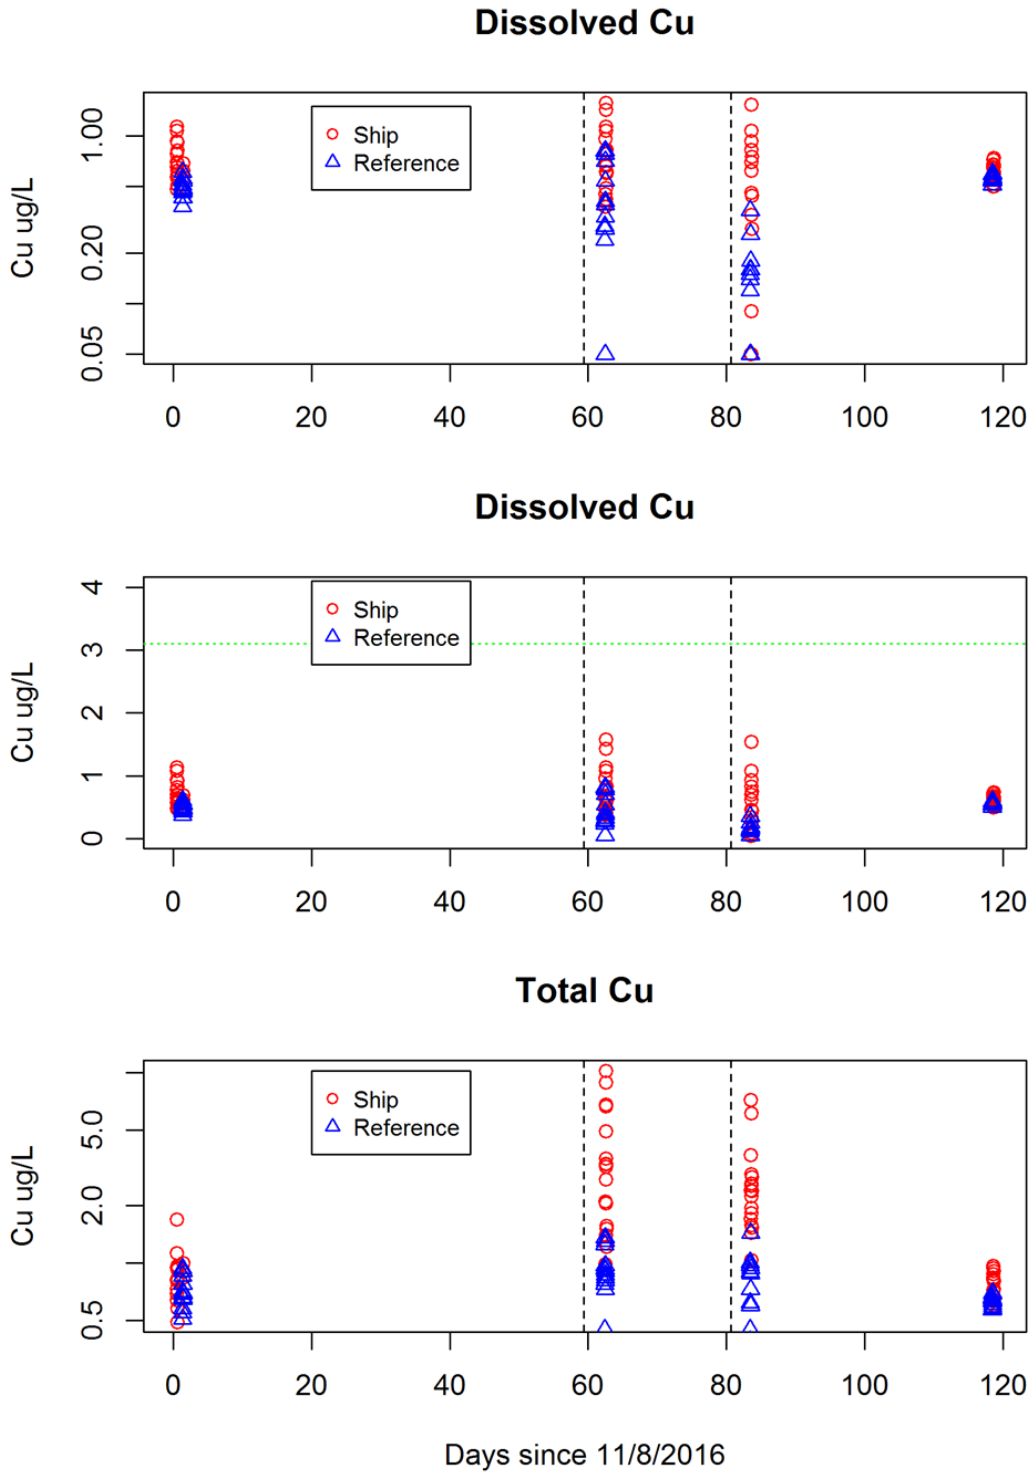 Dissolved Cu
Cu ug/L
1.00
0.20
0.05
Ship
Reference
0 20 40 60 80 100 120
Dissolved Cu
Cu ug/L
4
3
2
1
0
Ship
Reference
0 20 40 60 80 100 120
Total Cu
Cu ug/L
5.0
2.0
0.5
Ship
Reference
0 20 40 60 80 100 120
Days since 11/8/2016